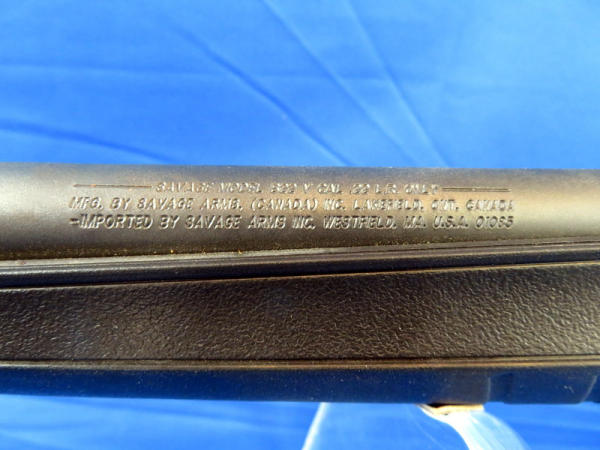 SAVAGE MODEL V CAL. .22 L/R. ONLY
MFG. BY SAVAGE ARMS, (CANADA) INC. LAKEFIELD, ONT. CANADA
-IMPORTED BY SAVAGE ARMS INC. WESTFIELD, MA. U.S.A. 01085